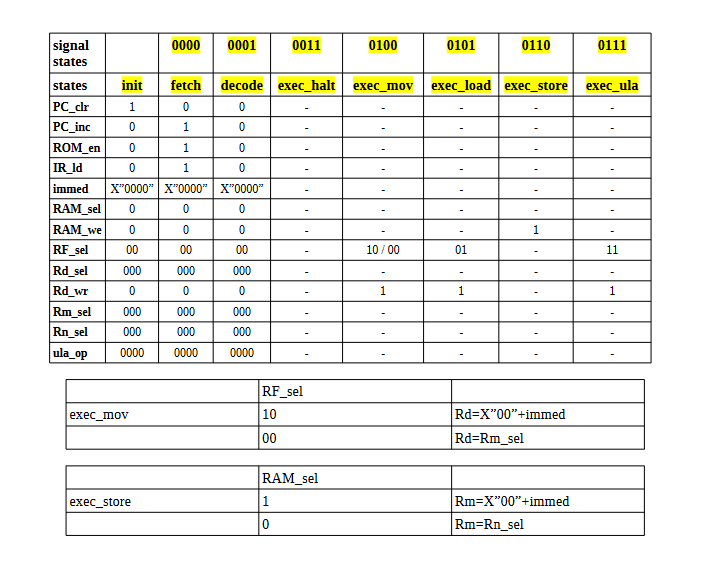 signal states 0000 0001 0011 0100 0101 0110 0111
states init fetch decode exec_halt exec_mov exec_load exec_store exec_ula
PC_clr 1 0 0 - - - - -
PC_inc 0 1 0 - - - - -
ROM_en 0 1 0 - - - - -
IR_ld 0 1 0 - - - - -
immed X”0000” X”0000” X”0000” - - - - -
RAM_sel 0 0 0 - - - - -
RAM_we 0 0 0 - - - 1 -
RF_sel 00 00 00 - 10 / 00 01 - 11
Rd_sel 000 000 000 - - - - -
Rd_wr 0 0 0 - 1 1 - 1
Rm_sel 000 000 000 - - - - -
Rn_sel 000 000 000 - - - - -
ula_op 0000 0000 0000 - - - - -
RF_sel
exec_mov 10 Rd=X”00”+immed
00 Rd=Rm_sel
RAM_sel
exec_store 1 Rm=X”00”+immed
0 Rm=Rn_sel